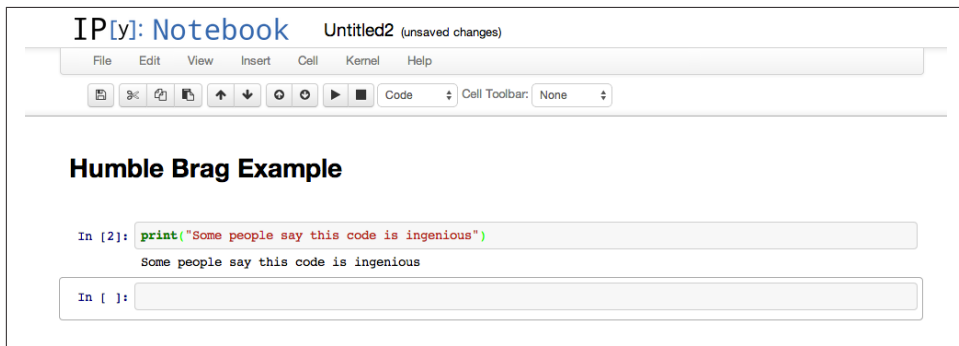 IP[y]: Notebook Untitled2 (unsaved changes)
File Edit View Insert Cell Kernel Help
Code Cell Toolbar: None
Humble Brag Example
In [2]: print("Some people say this code is ingenious")
Some people say this code is ingenious
In [ ]: